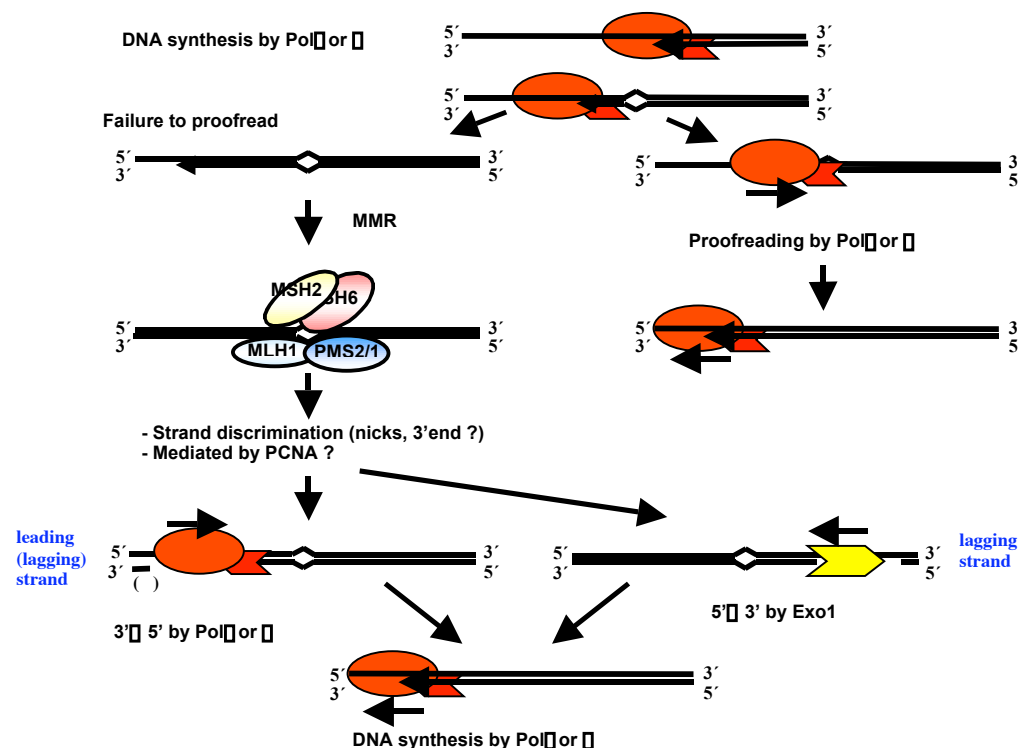 DNA synthesis by Pol▯ or ▯
5´ 3´
3´ 5´
5´ 3´
3´ 5´
Failure to proofread
5´ 3´
3´ 5´
5´ 3
3´ 5
MMR
Proofreading by Pol▯ or ▯
MSH2 SH6
5´ 3´
3´ 5´
MLH1 PMS2/1
5´ 3
3´ 5
- Strand discrimination (nicks, 3'end ?)
- Mediated by PCNA ?
leading
(lagging)
strand
5´ 3´
3´ 5´
( )
5´ 3´
3´ 5´
lagging
strand
3'▯ 5' by Pol▯ or ▯
5'▯ 3' by Exo1
5´ 3´
3´ 5´
DNA synthesis by Pol▯ or ▯